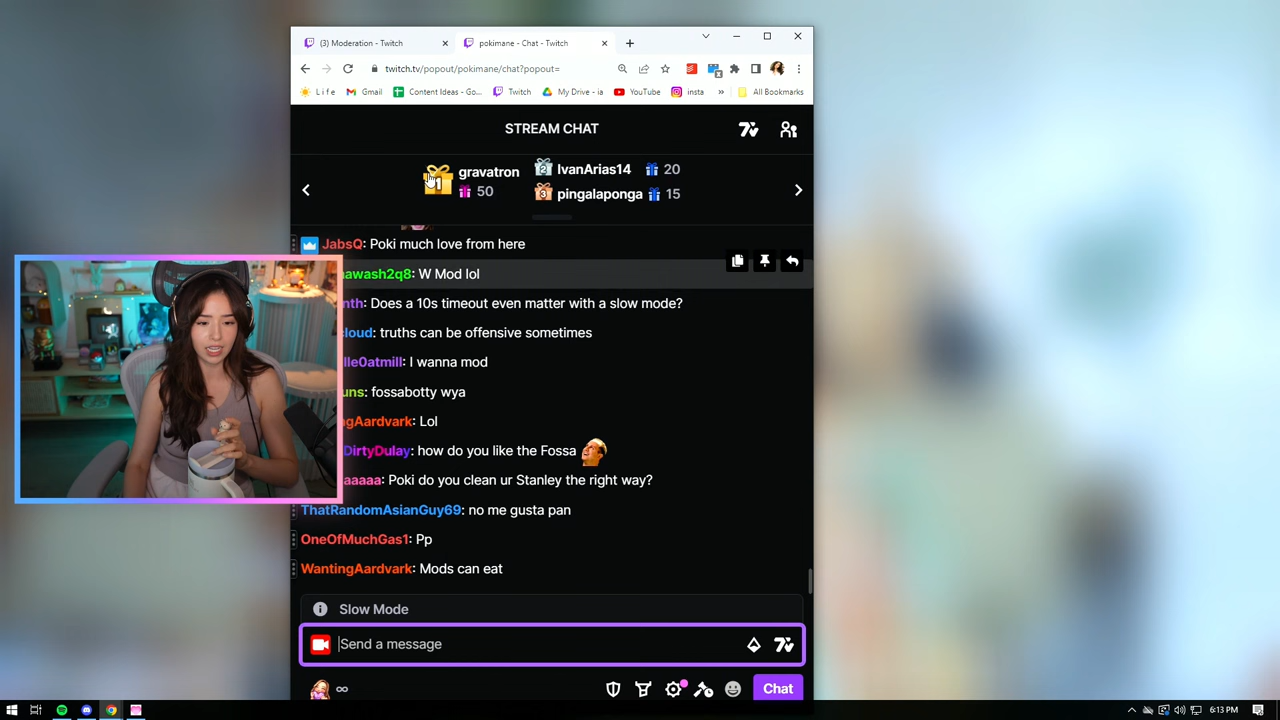 (3) Moderation - Twitch
pokimane - Chat - Twitch
twitch.tv/popout/pokimane/chat?popout=
L i f e
Gmail
Content Ideas - Go...
Twitch
My Drive - ia
YouTube
insta
»
All Bookmarks
STREAM CHAT
1 gravatron
50
2 IvanArias14 20
3 pingalaponga 15
JabsQ: Poki much love from here
awash2q8: W Mod lol
nth: Does a 10s timeout even matter with a slow mode?
cloud: truths can be offensive sometimes
lle0atmill: I wanna mod
uns: fossabotty wya
ngAardvark: Lol
DirtyDulay: how do you like the Fossa
aaaaa: Poki do you clean ur Stanley the right way?
ThatRandomAsianGuy69: no me gusta pan
OneOfMuchGas1: Pp
WantingAardvark: Mods can eat
Slow Mode
Send a message
∞
Chat
6:13 PM